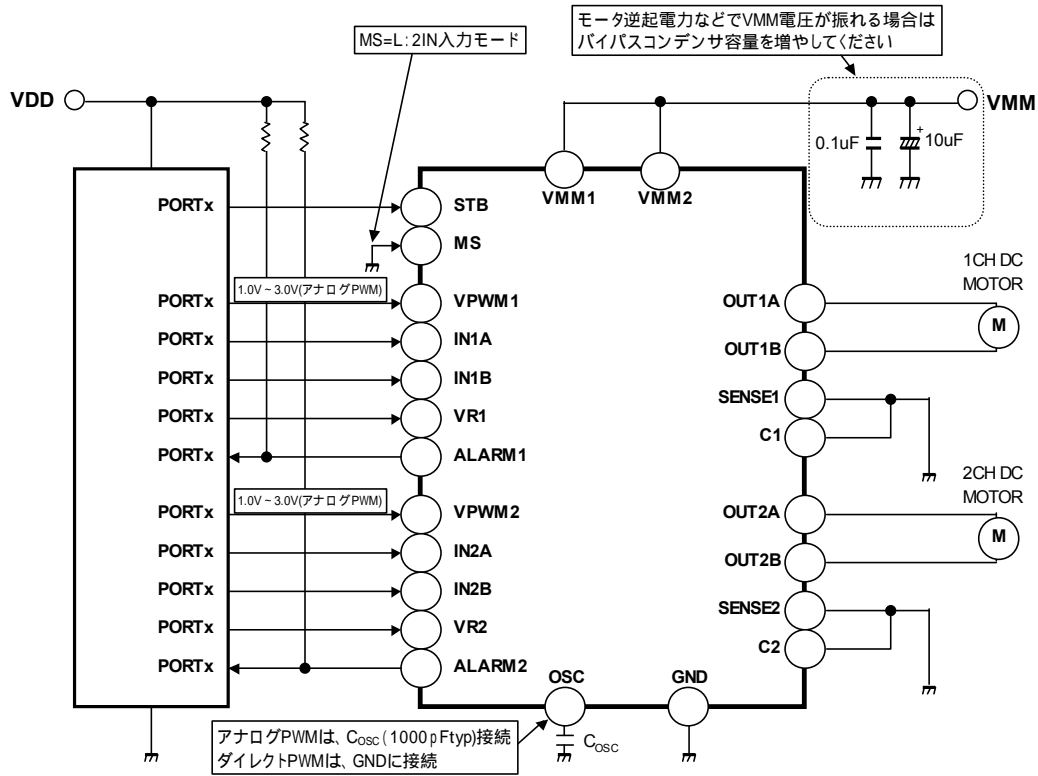 モータ逆起電力などでVMM電圧が振れる場合は
バイパスコンデンサ容量を増やしてください
MS=L：2IN入力モード
VDD
VMM
0.1uF
+
10uF
VMM1
VMM2
PORTx
STB
MS
1.0V～3.0V(アナログPWM)
PORTx
VPWM1
PORTx
IN1A
PORTx
IN1B
PORTx
VR1
PORTx
ALARM1
1.0V～3.0V(アナログPWM)
PORTx
VPWM2
PORTx
IN2A
PORTx
IN2B
PORTx
VR2
PORTx
ALARM2
OUT1A
OUT1B
SENSE1
C1
OUT2A
OUT2B
SENSE2
C2
1CH DC
MOTOR
M
2CH DC
MOTOR
M
OSC
GND
COSC
アナログPWMは、COSC(1000pFtyp)接続
ダイレクトPWMは、GNDに接続